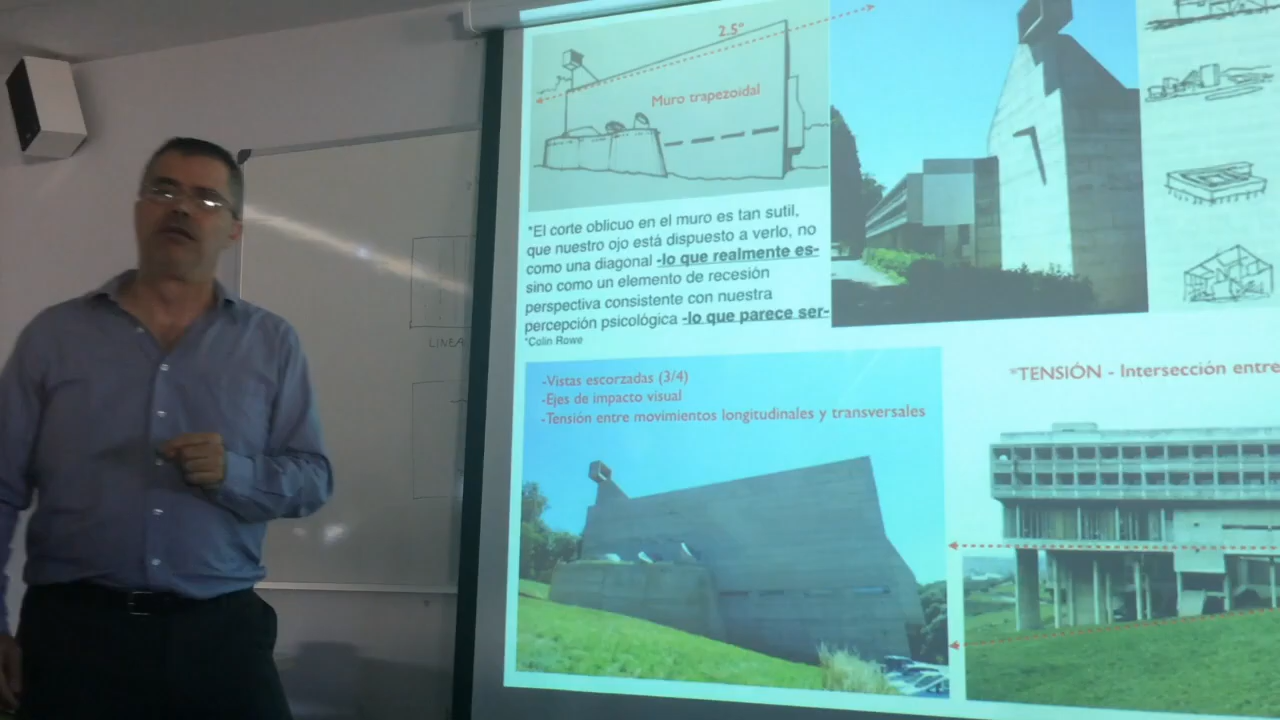 2.5°
Muro trapezoidal
"El corte oblicuo en el muro es tan sutil,
que nuestro ojo está dispuesto a verlo, no
como una diagonal -lo que realmente es-
sino como un elemento de recesión
perspectiva consistente con nuestra
percepción psicológica -lo que parece ser-
*Colin Rowe
LINEA
-Vistas escorzadas (3/4)
-Ejes de impacto visual
-Tensión entre movimientos longitudinales y transversales
*TENSIÓN - Intersección entre